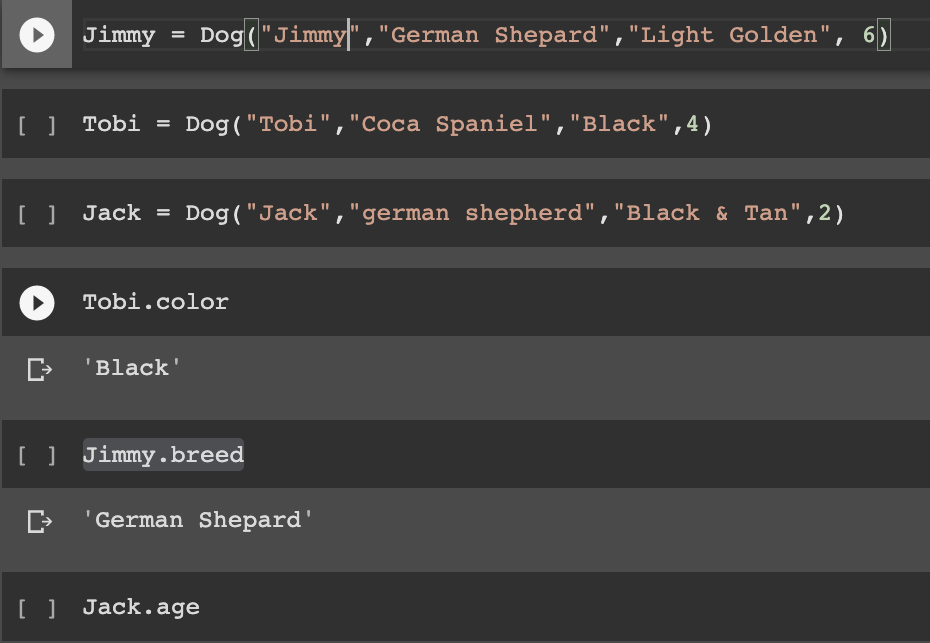 Jimmy = Dog("Jimmy","German Shepard","Light Golden", 6)
[ ] Tobi = Dog("Tobi","Coca Spaniel","Black",4)
[ ] Jack = Dog("Jack","german shepherd","Black & Tan",2)
Tobi.color
'Black'
[ ] Jimmy.breed
'German Shepard'
[ ] Jack.age